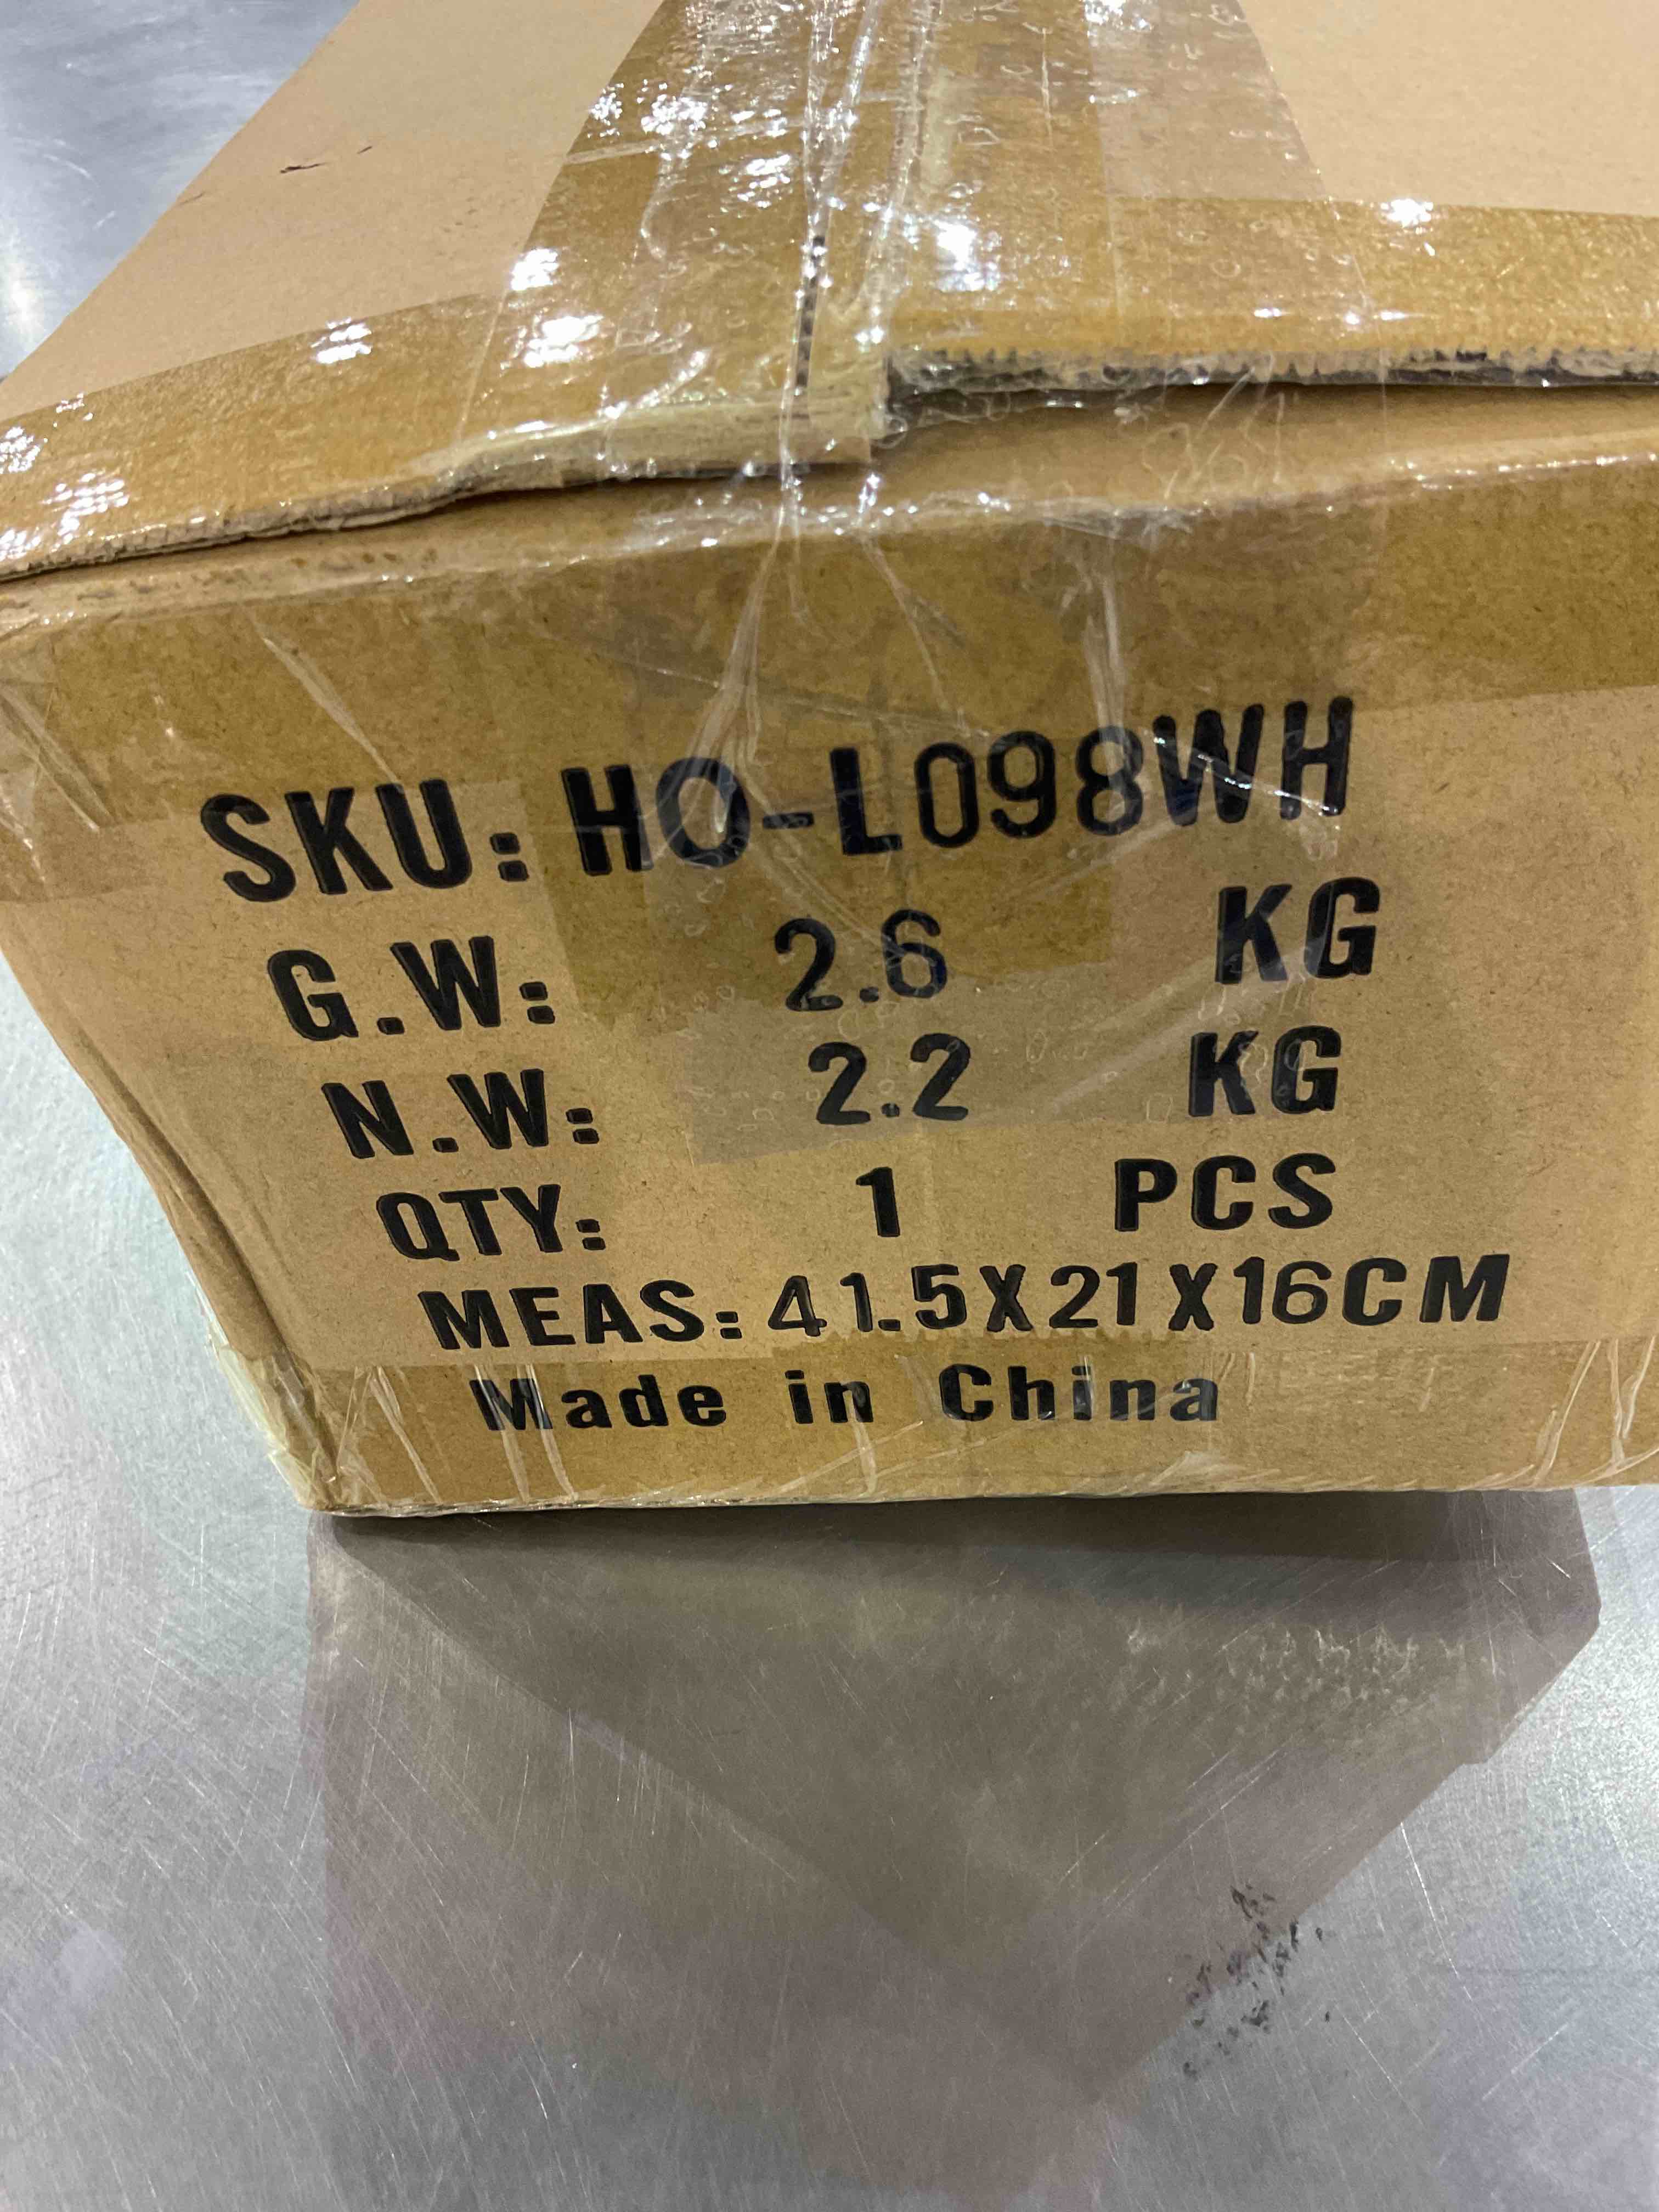 SKU: HO-L098WH
G.W: 2.6 KG
N.W: 2.2 KG
QTY: 1 PCS
MEAS: 41.5X21X16CM
Made in China